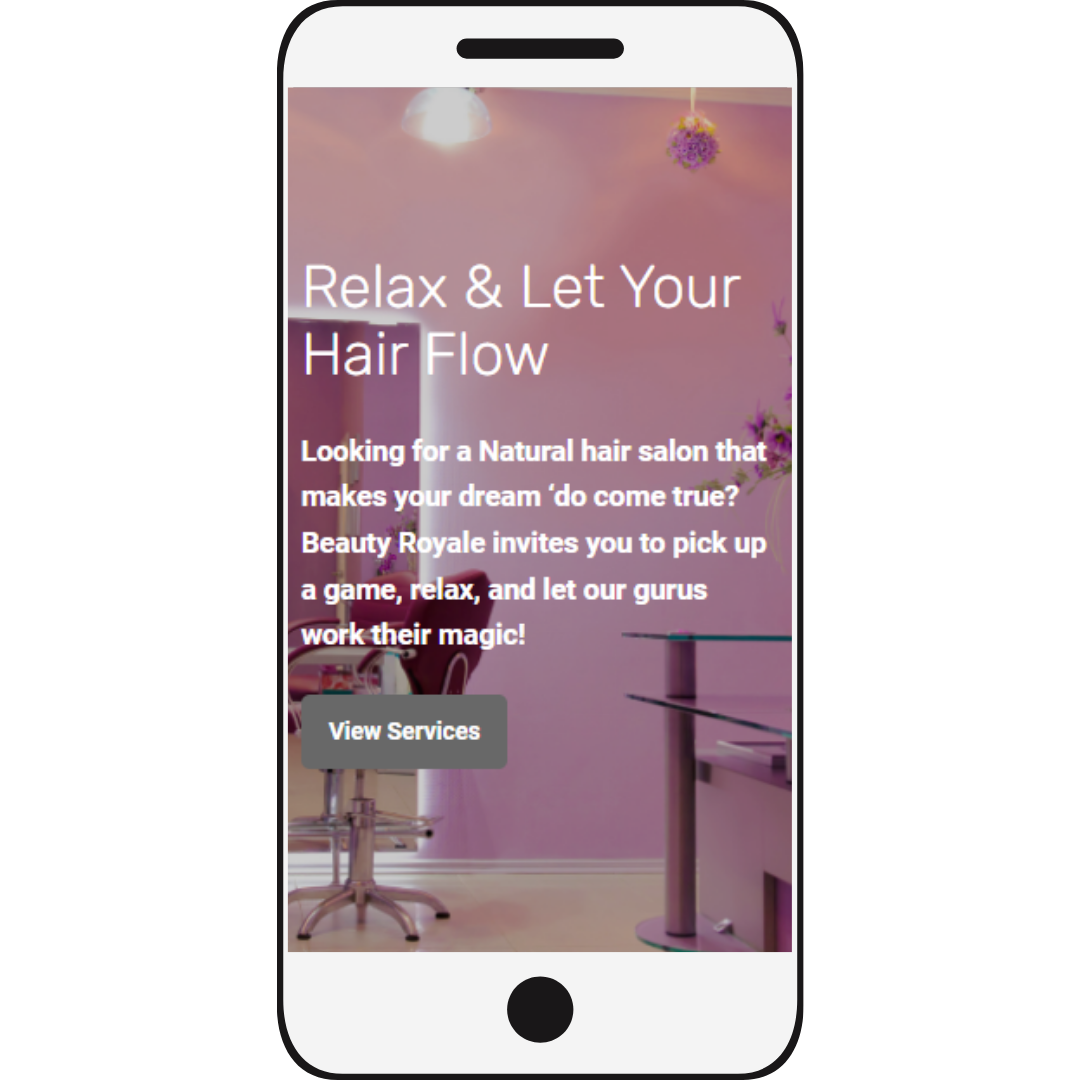 Relax & Let Your
Hair Flow
Looking for a Natural hair salon that
makes your dream ‘do come true?
Beauty Royale invites you to pick up
a game, relax, and let our gurus
work their magic!
View Services